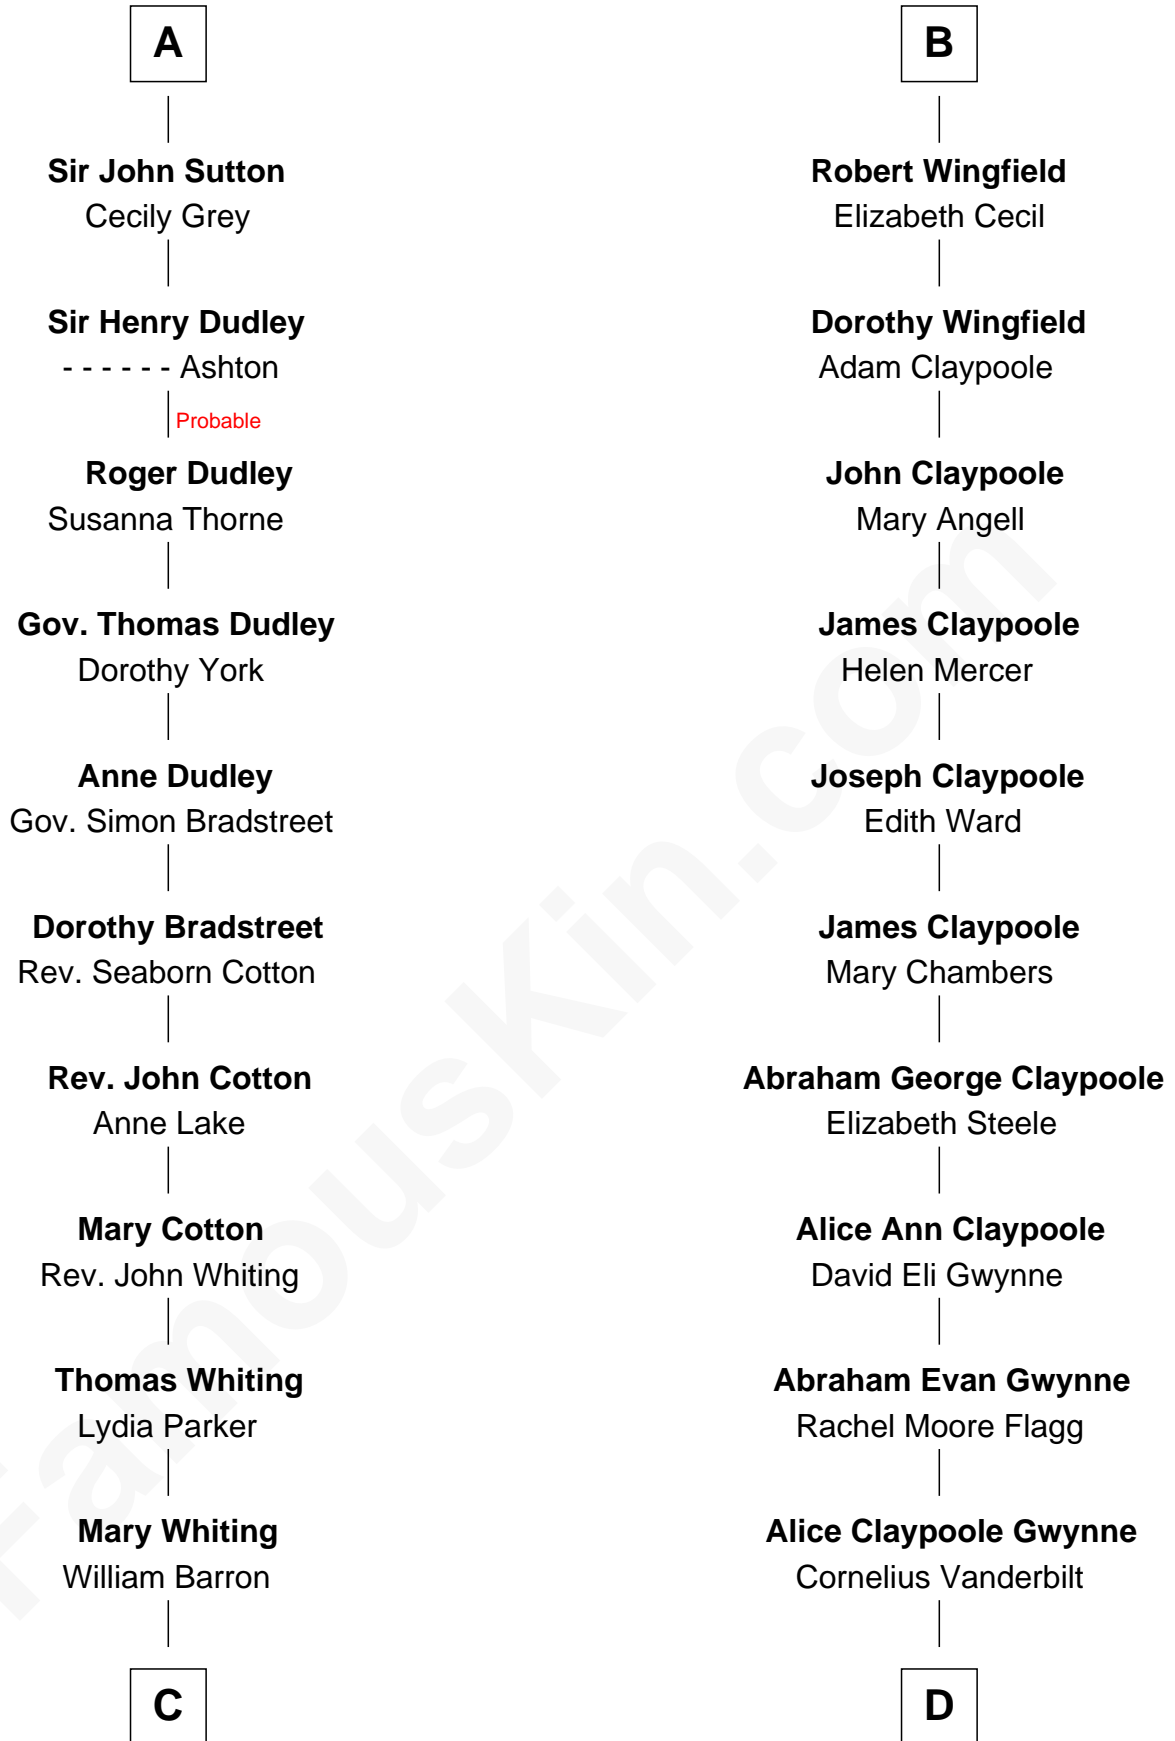 A
Sir John Sutton
Cecily Grey
Sir Henry Dudley
- - - - - - Ashton
Probable
Roger Dudley
Susanna Thorne
Gov. Thomas Dudley
Dorothy York
Anne Dudley
Gov. Simon Bradstreet
Dorothy Bradstreet
Rev. Seaborn Cotton
Rev. John Cotton
Anne Lake
Mary Cotton
Rev. John Whiting
Thomas Whiting
Lydia Parker
Mary Whiting
William Barron
C
B
Robert Wingfield
Elizabeth Cecil
Dorothy Wingfield
Adam Claypoole
John Claypoole
Mary Angell
James Claypoole
Helen Mercer
Joseph Claypoole
Edith Ward
James Claypoole
Mary Chambers
Abraham George Claypoole
Elizabeth Steele
Alice Ann Claypoole
David Eli Gwynne
Abraham Evan Gwynne
Rachel Moore Flagg
Alice Claypoole Gwynne
Cornelius Vanderbilt
D
FamousKin.com